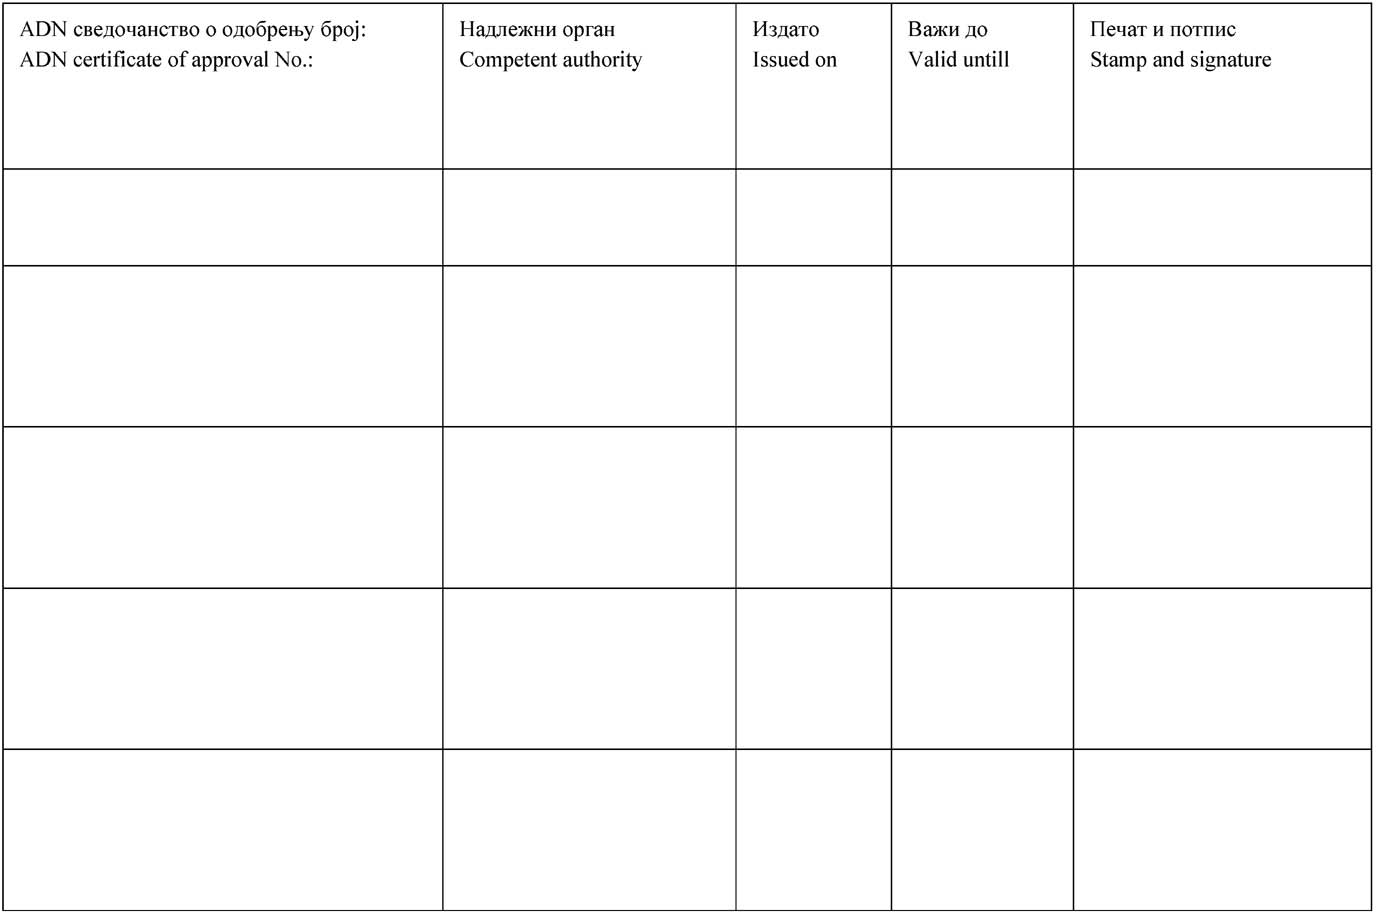 ADN сведочанство о одобрењу број:
ADN certificate of approval No.:
Надлежни орган
Competent authority
Издато
Issued on
Важи до
Valid untill
Печат и потпис
Stamp and signature